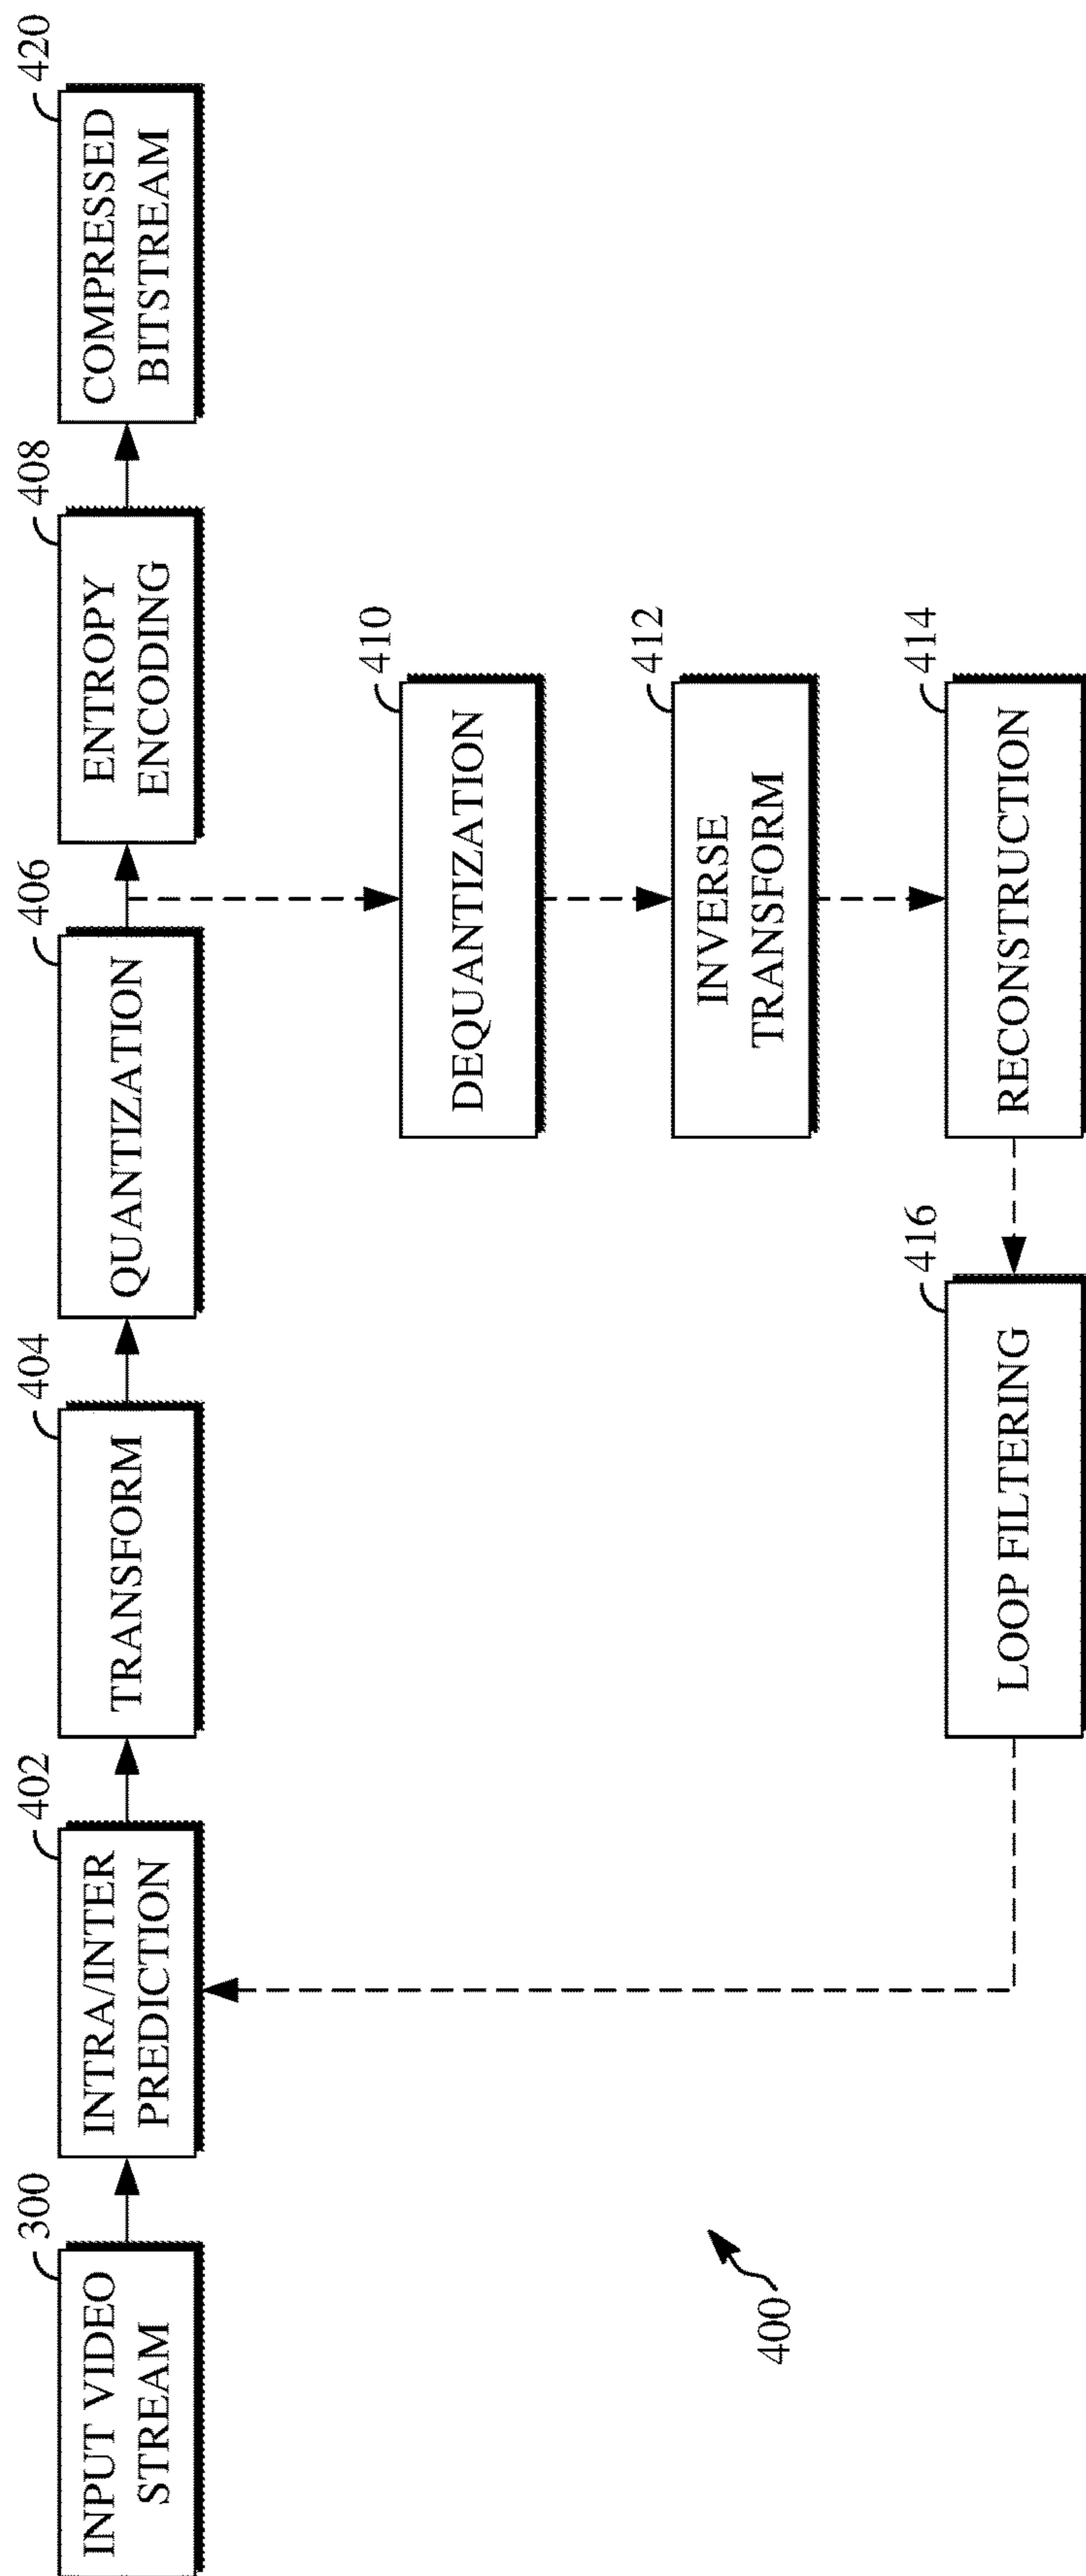 300
INPUT VIDEO
STREAM
402
INTRA/INTER
PREDICTION
404
TRANSFORM
406
QUANTIZATION
408
ENTROPY
ENCODING
420
COMPRESSED
BITSTREAM
410
DEQUANTIZATION
412
INVERSE
TRANSFORM
414
RECONSTRUCTION
416
LOOP FILTERING
400